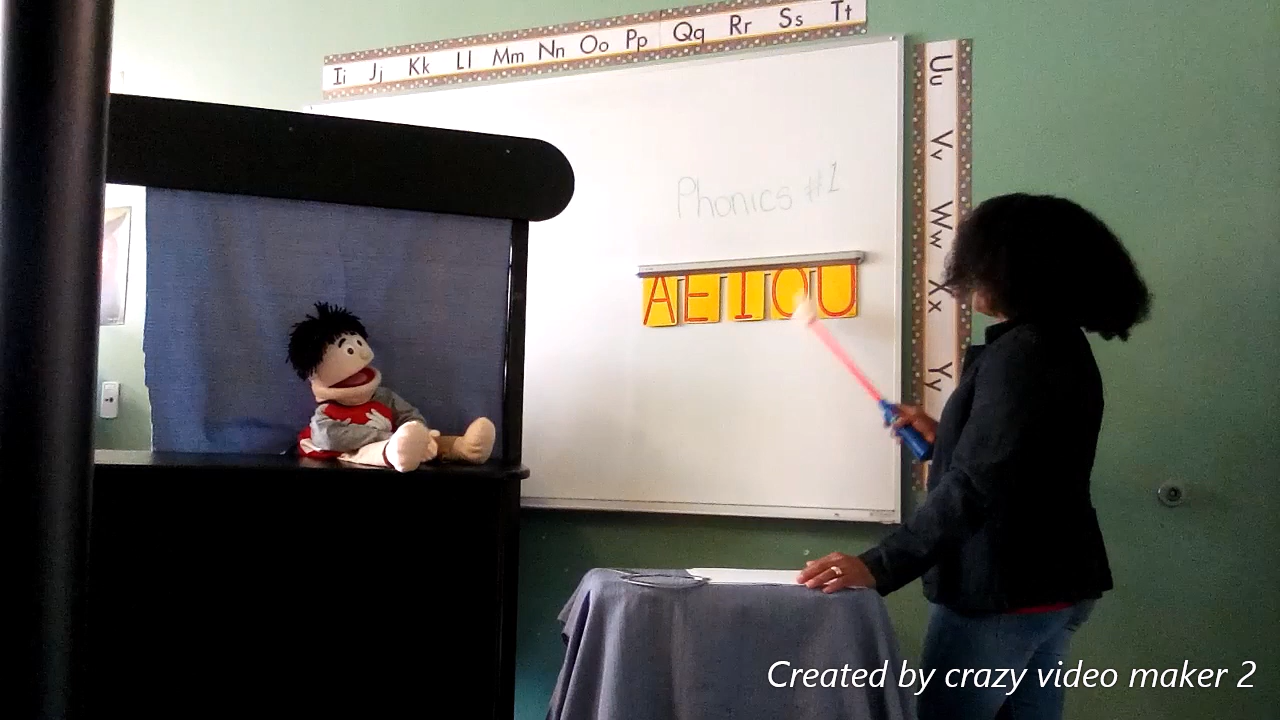 Ii Jj Kk Ll Mm Nn Oo Pp Qq Rr Ss Tt
Uu
Vv
Ww
Xx
Yy
Phonics #1
AEIOU
Created by crazy video maker 2